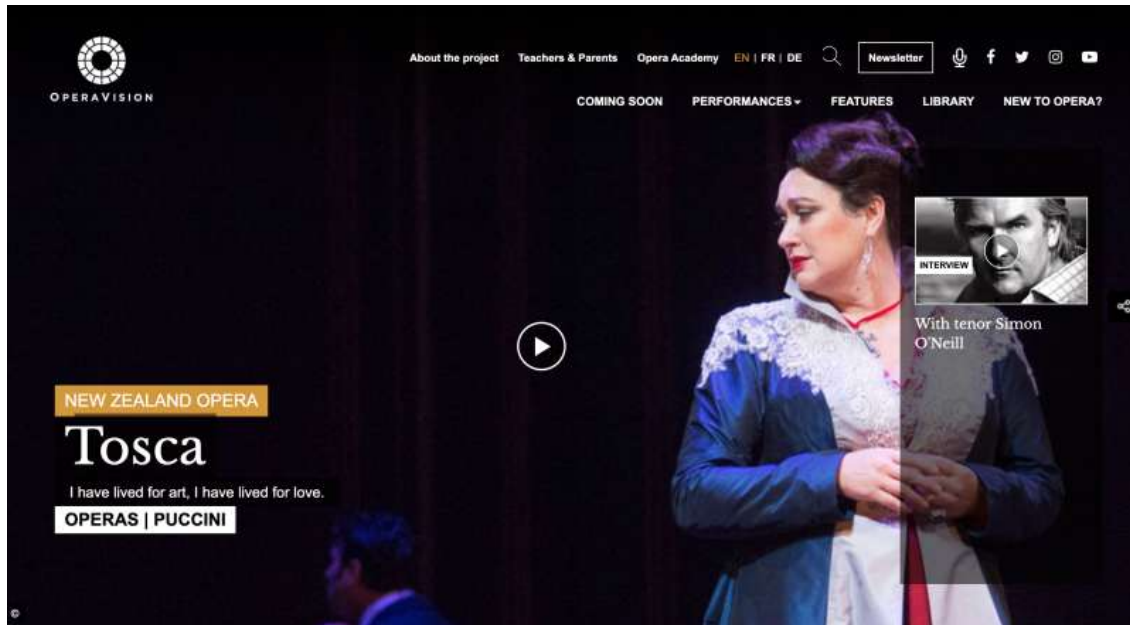 About the project Teachers & Parents Opera Academy EN | FR | DE Newsletter
OPERAVISION
COMING SOON PERFORMANCES FEATURES LIBRARY NEW TO OPERA?
INTERVIEW
With tenor Simon
O'Neill
NEW ZEALAND OPERA
Tosca
I have lived for art, I have lived for love.
OPERAS | PUCCINI
©